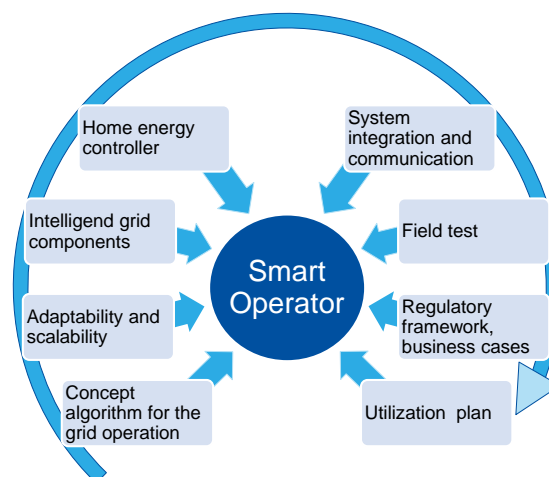 Home energy
controller
System
integration and
communication
Intelligend grid
components
Field test
Smart
Operator
Adaptability and
scalability
Regulatory
framework,
business cases
Concept
algorithm for the
grid operation
Utilization plan